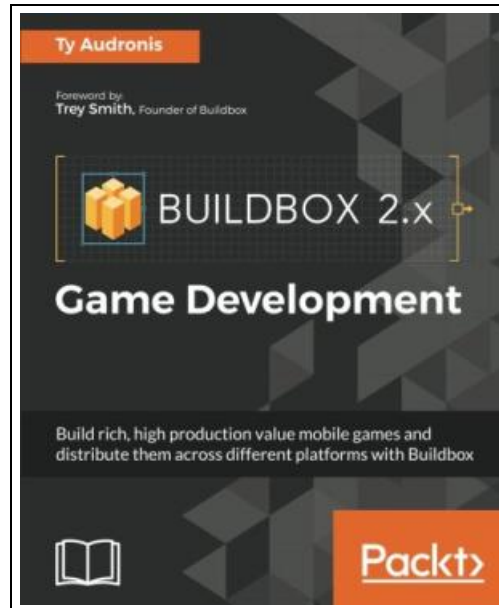 Ty Audronis
Foreword by:
Trey Smith, Founder of Buildbox
BUILDBOX 2.x
Game Development
Build rich, high production value mobile games and
distribute them across different platforms with Buildbox
Packt>